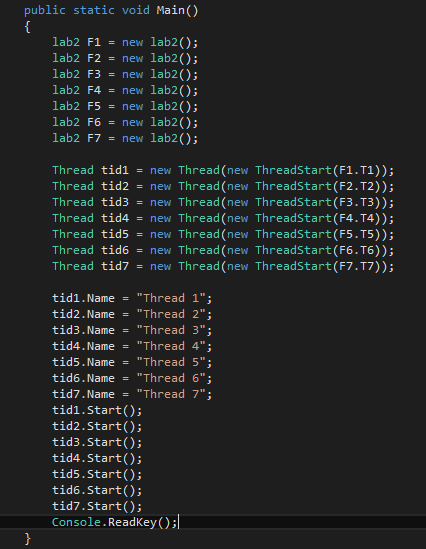 public static void Main()
{
lab2 F1 = new lab2();
lab2 F2 = new lab2();
lab2 F3 = new lab2();
lab2 F4 = new lab2();
lab2 F5 = new lab2();
lab2 F6 = new lab2();
lab2 F7 = new lab2();
Thread tid1 = new Thread(new ThreadStart(F1.T1));
Thread tid2 = new Thread(new ThreadStart(F2.T2));
Thread tid3 = new Thread(new ThreadStart(F3.T3));
Thread tid4 = new Thread(new ThreadStart(F4.T4));
Thread tid5 = new Thread(new ThreadStart(F5.T5));
Thread tid6 = new Thread(new ThreadStart(F6.T6));
Thread tid7 = new Thread(new ThreadStart(F7.T7));
tid1.Name = "Thread 1";
tid2.Name = "Thread 2";
tid3.Name = "Thread 3";
tid4.Name = "Thread 4";
tid5.Name = "Thread 5";
tid6.Name = "Thread 6";
tid7.Name = "Thread 7";
tid1.Start();
tid2.Start();
tid3.Start();
tid4.Start();
tid5.Start();
tid6.Start();
tid7.Start();
Console.ReadKey();
}